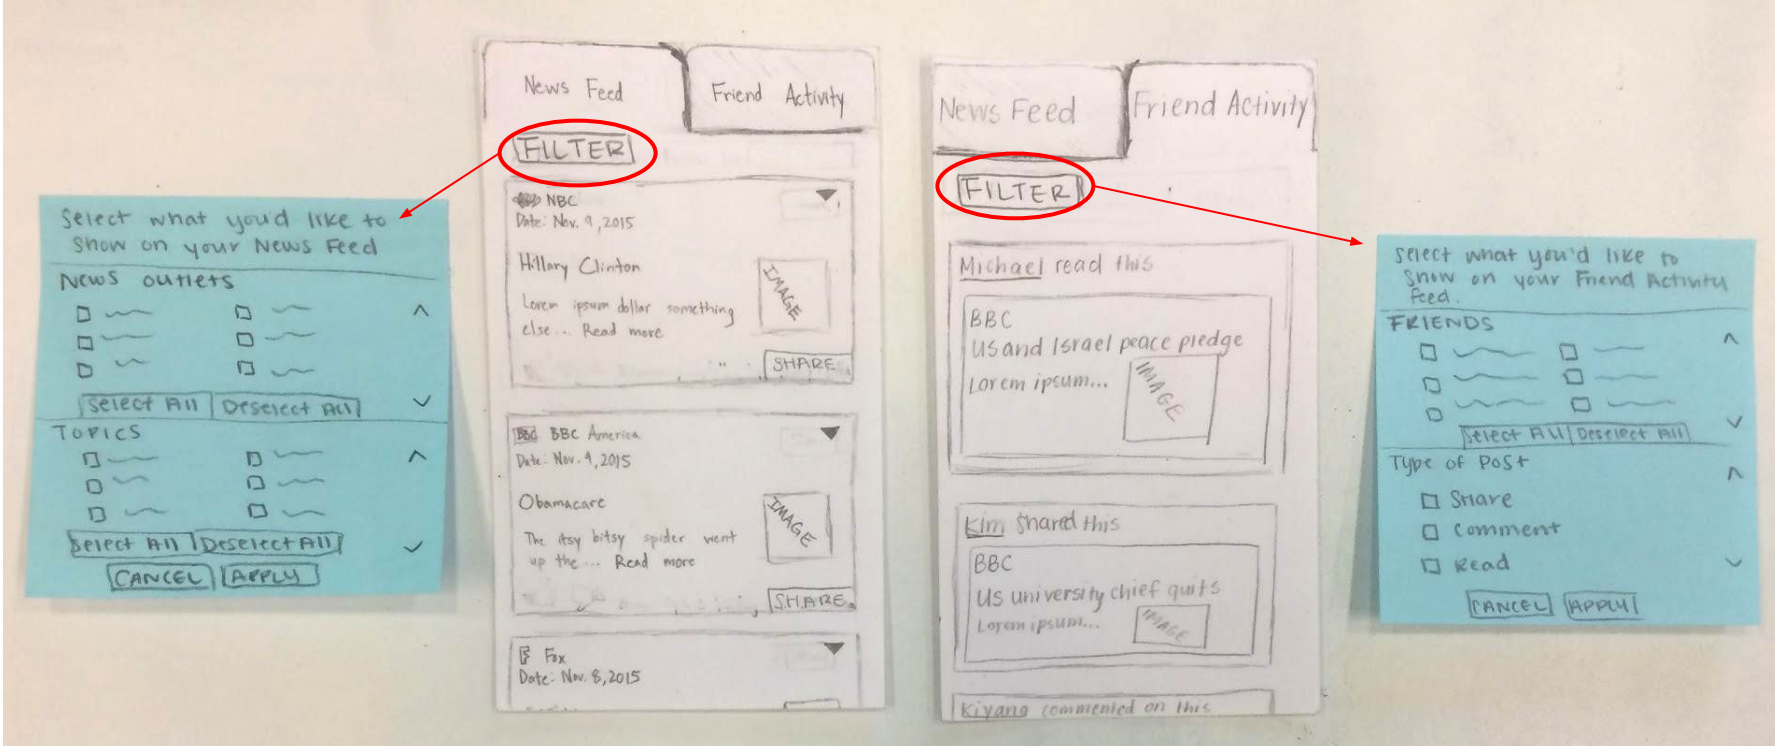 Select what you'd like to
show on your News Feed
News outlets
Select All
Deselect All
TOPICS
Select All
Deselect All
CANCEL
APPLY
News Feed
Friend Activity
FILTER
NBC
Date: Nov. 9, 2015
Hillary Clinton
Lorem ipsum dollar something
else... Read more
IMAGE
SHARE
BBC
BBC America
Date: Nov. 9, 2015
Obamacare
The itsy bitsy spider went
up the ... Read more
IMAGE
SHARE
F Fox
Date: Nov. 8, 2015
News Feed
Friend Activity
FILTER
Michael read this
BBC
US and Israel peace pledge
Lorem ipsum...
IMAGE
Kim shared this
BBC
US university chief quits
Lorem ipsum...
IMAGE
Kiyang commented on this
Select what you'd like to
show on your Friend Activity
Feed.
FRIENDS
Select All
Deselect All
Type of Post
Share
Comment
Read
CANCEL
APPLY